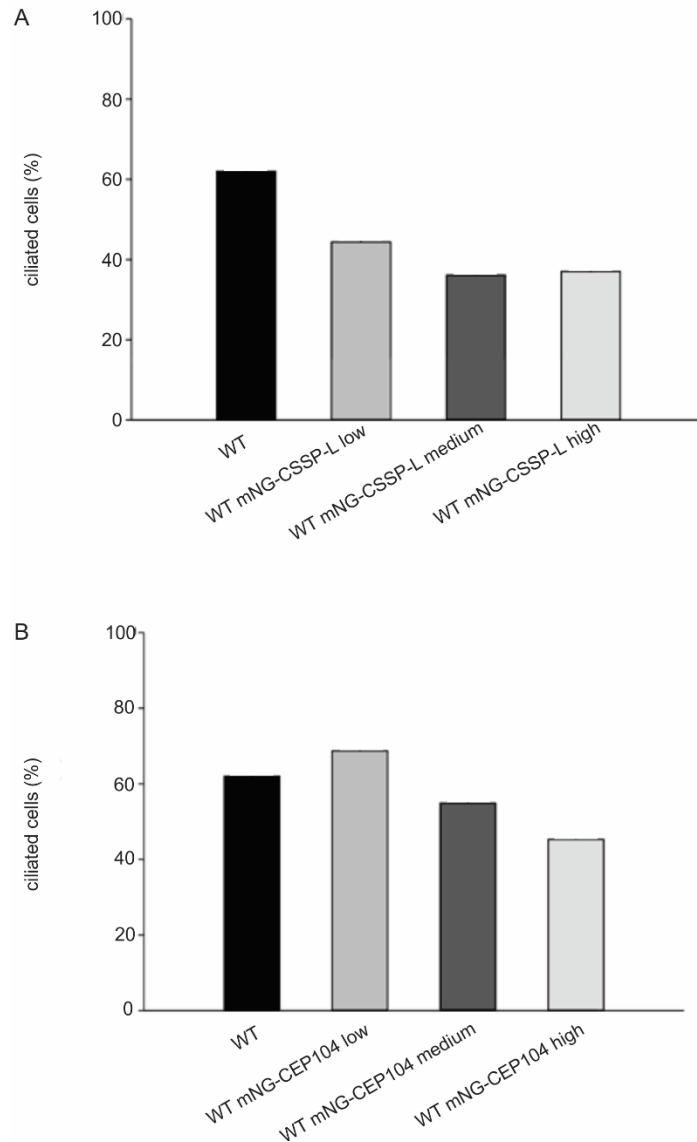 A
100
80
60
40
20
0
ciliated cells (%)
WT
WT mNG-CSSP-L low
WT mNG-CSSP-L medium
WT mNG-CSSP-L high
B
100
80
60
40
20
0
ciliated cells (%)
WT
WT mNG-CEP104 low
WT mNG-CEP104 medium
WT mNG-CEP104 high